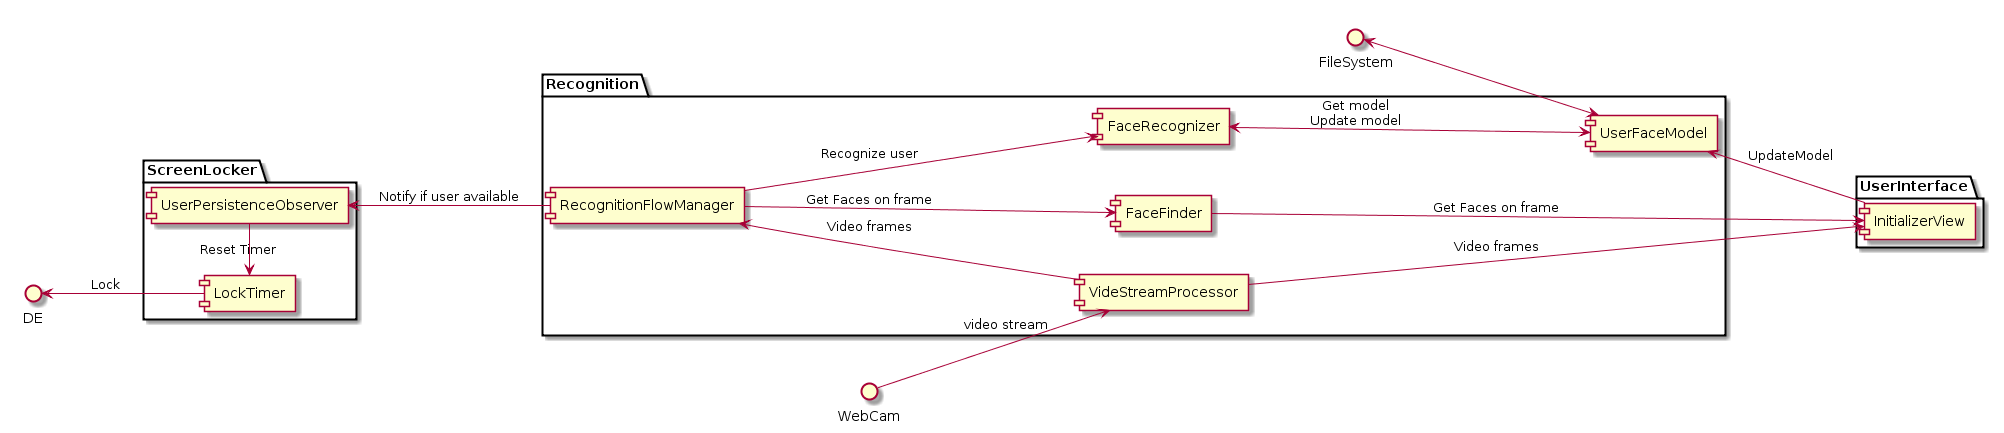 FileSystem
Recognition
Get model
Update model
FaceRecognizer
UserFaceModel
Recognize user
UpdateModel
ScreenLocker
UserInterface
UserPersistenceObserver
Notify if user available
RecognitionFlowManager
Get Faces on frame
FaceFinder
Get Faces on frame
InitializerView
Video frames
Video frames
Reset Timer
Lock
LockTimer
VideStreamProcessor
DE
video stream
WebCam